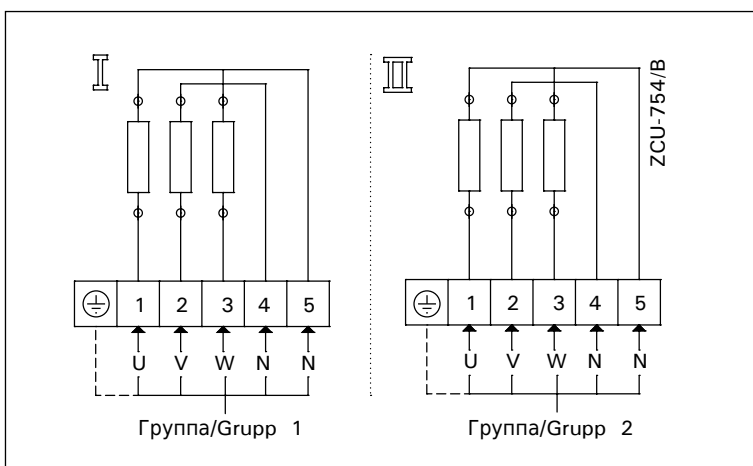 I
II
ZCU-754/B
1 2 3 4 5
1 2 3 4 5
U V W N N
U V W N N
Группа/Grupp 1
Группа/Grupp 2